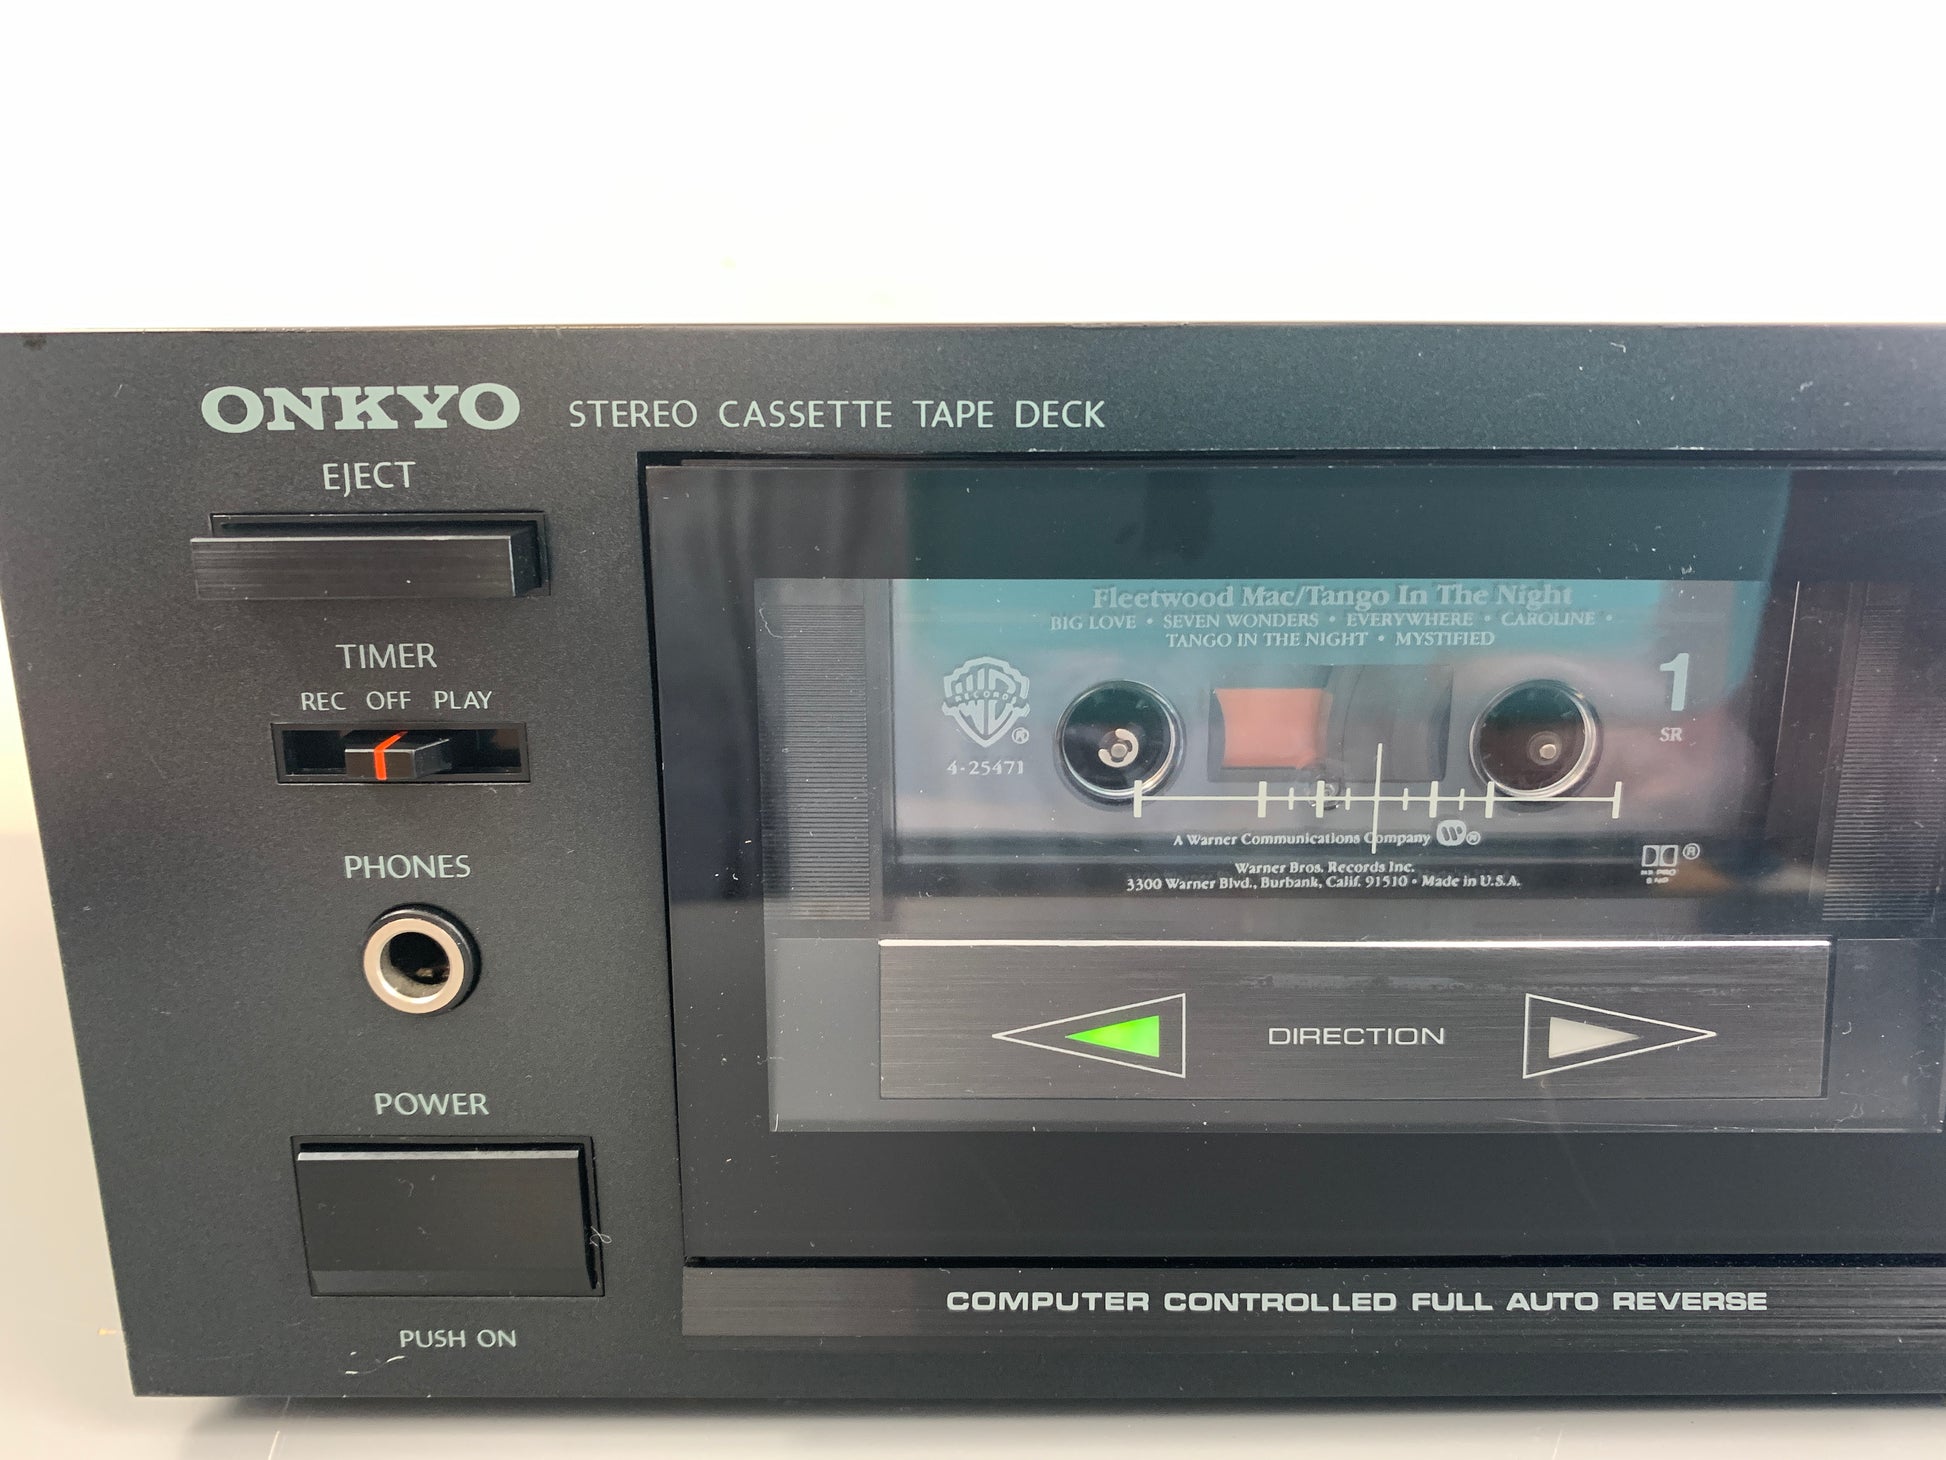 ONKYO STEREO CASSETTE TAPE DECK
EJECT
TIMER
REC OFF PLAY
PHONES
POWER
PUSH ON
Fleetwood Mac/Tango In The Night
BIG LOVE • SEVEN WONDERS • EVERYWHERE • CAROLINE •
TANGO IN THE NIGHT • MYSTIFIED
RECORDS
®
4-25471
1
SR
A Warner Communications Company ®
Warner Bros. Records Inc.
3300 Warner Blvd., Burbank, Calif. 91510 • Made in U.S.A.
®
DIRECTION
COMPUTER CONTROLLED FULL AUTO REVERSE